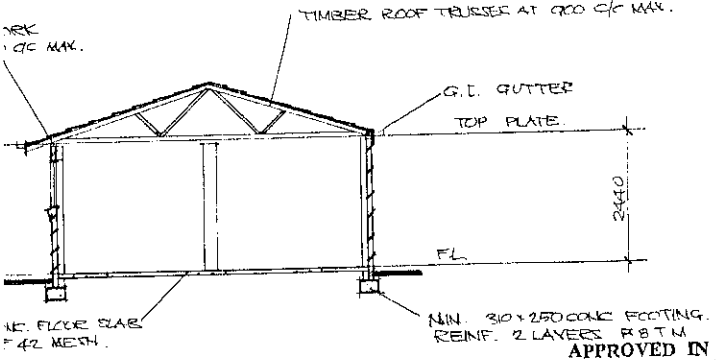 TIMBER ROOF TRUSSES AT 900 C/C MAX.
C/C MAX.
G.I. GUTTER
TOP PLATE.
2440
FL
FLOOR SLAB
F42 MESH.
MIN. 310 x 250 CONC FOOTING.
REINF. 2 LAYERS F8TM
APPROVED IN